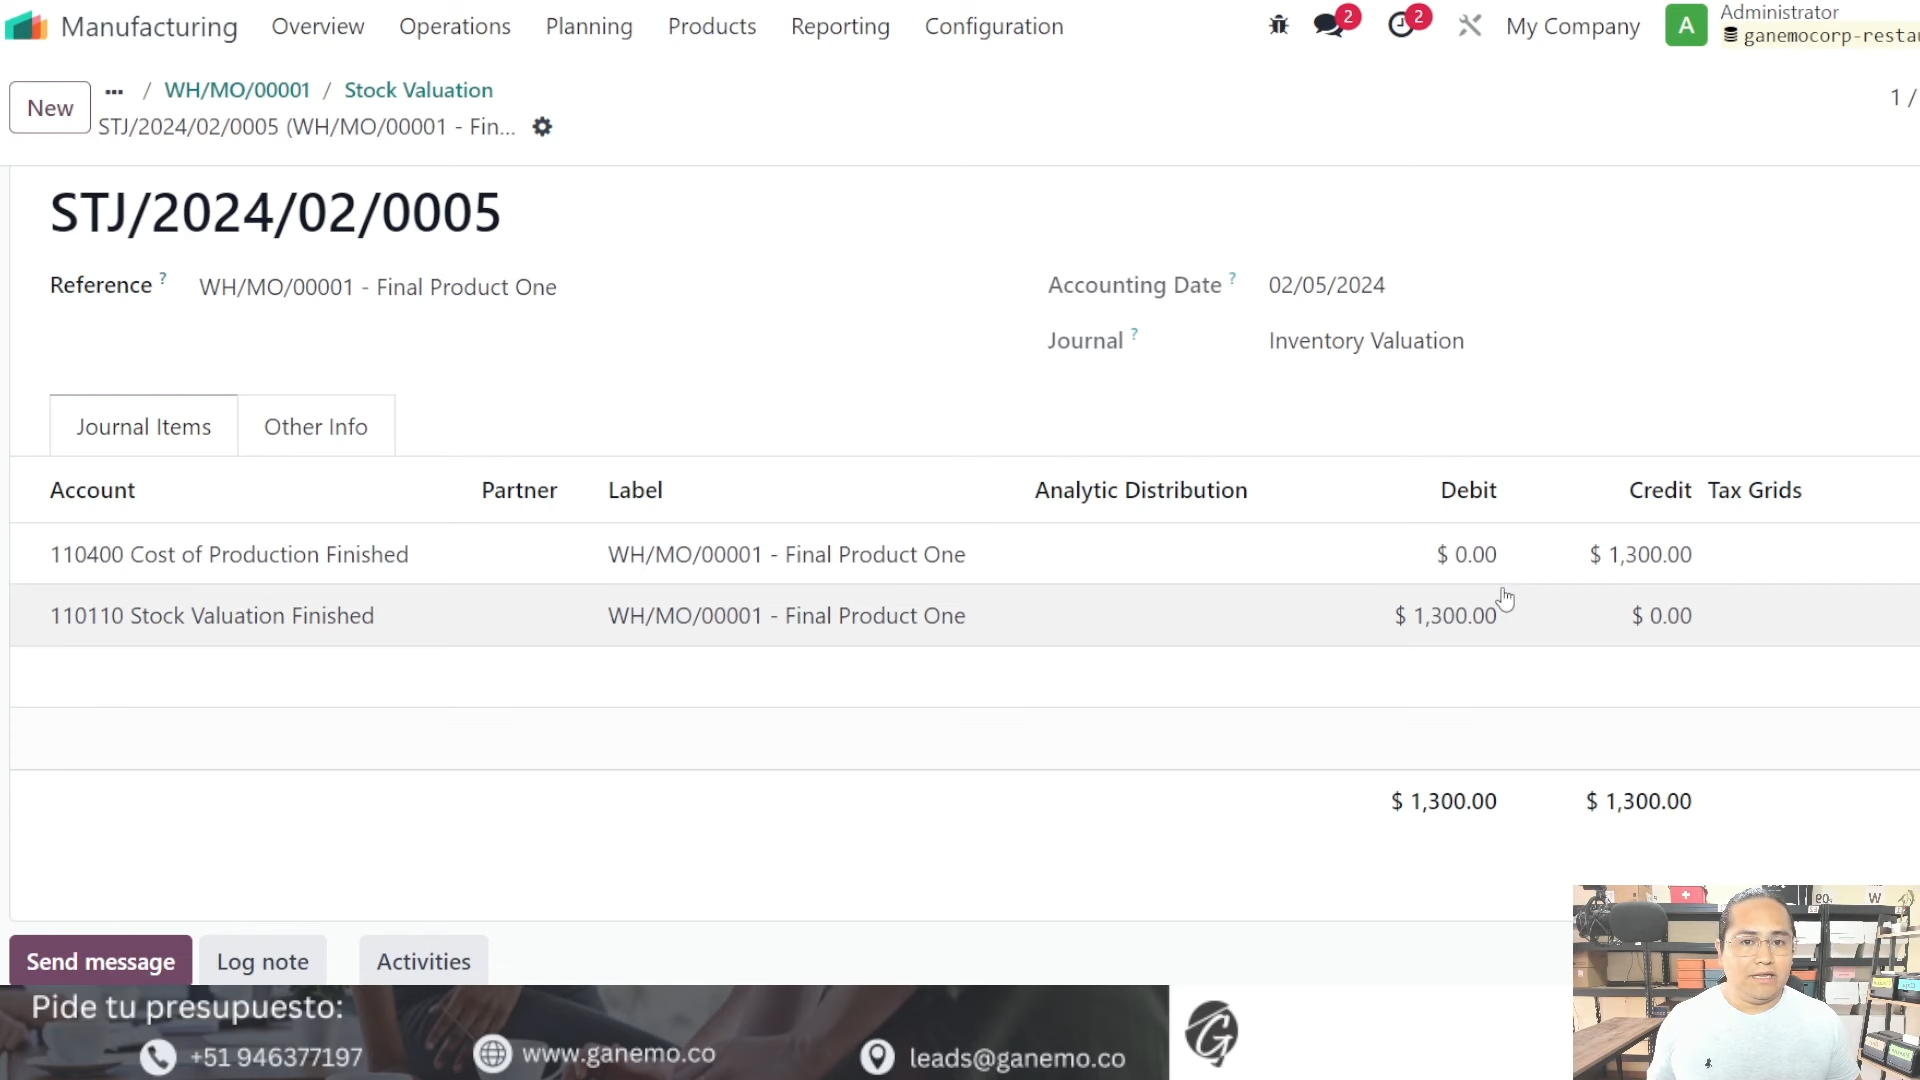 Manufacturing Overview Operations Planning Products Reporting Configuration 2 2 My Company A Administrator
ganemocorp-restau
New ... / WH/MO/00001 / Stock Valuation 1 /
STJ/2024/02/0005 (WH/MO/00001 - Fin...
STJ/2024/02/0005
Reference ? WH/MO/00001 - Final Product One Accounting Date ? 02/05/2024
Journal ? Inventory Valuation
Journal Items Other Info
Account Partner Label Analytic Distribution Debit Credit Tax Grids
110400 Cost of Production Finished WH/MO/00001 - Final Product One $ 0.00 $ 1,300.00
110110 Stock Valuation Finished WH/MO/00001 - Final Product One $ 1,300.00 $ 0.00
$ 1,300.00 $ 1,300.00
Send message Log note Activities
Pide tu presupuesto:
+51 946377197 www.ganemo.co leads@ganemo.co G